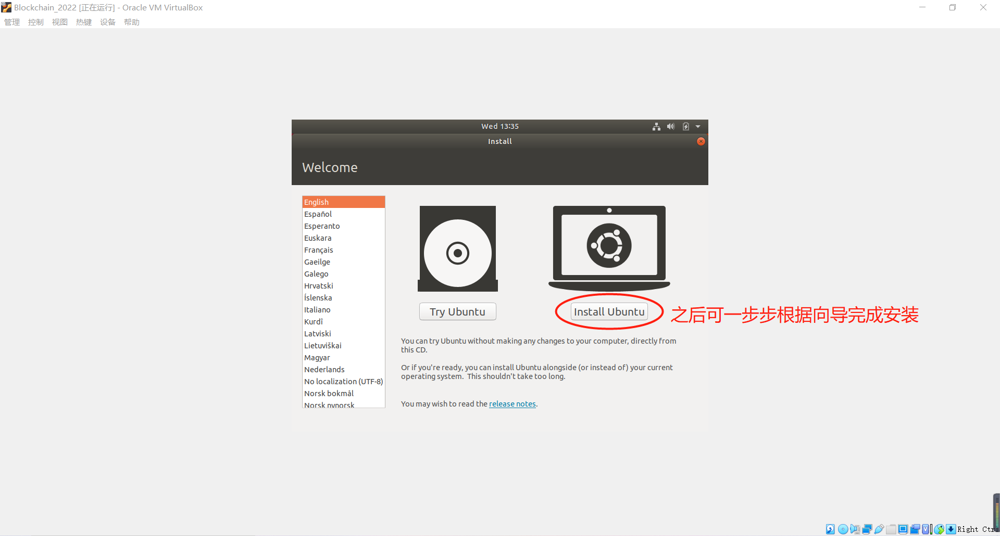 Blockchain_2022 [正在运行] - Oracle VM VirtualBox
管理 控制 视图 热键 设备 帮助
Wed 13:35
Install
Welcome
English
Español
Esperanto
Euskara
Français
Gaeilge
Galego
Hrvatski
Íslenska
Italiano
Kurdî
Latviski
Lietuviškai
Magyar
Nederlands
No localization (UTF-8)
Norsk bokmål
Norsk nynorsk
Try Ubuntu
Install Ubuntu
之后可一步步根据向导完成安装
You can try Ubuntu without making any changes to your computer, directly from
this CD.
Or if you're ready, you can install Ubuntu alongside (or instead of) your current
operating system. This shouldn't take too long.
You may wish to read the release notes.
Right Ctrl